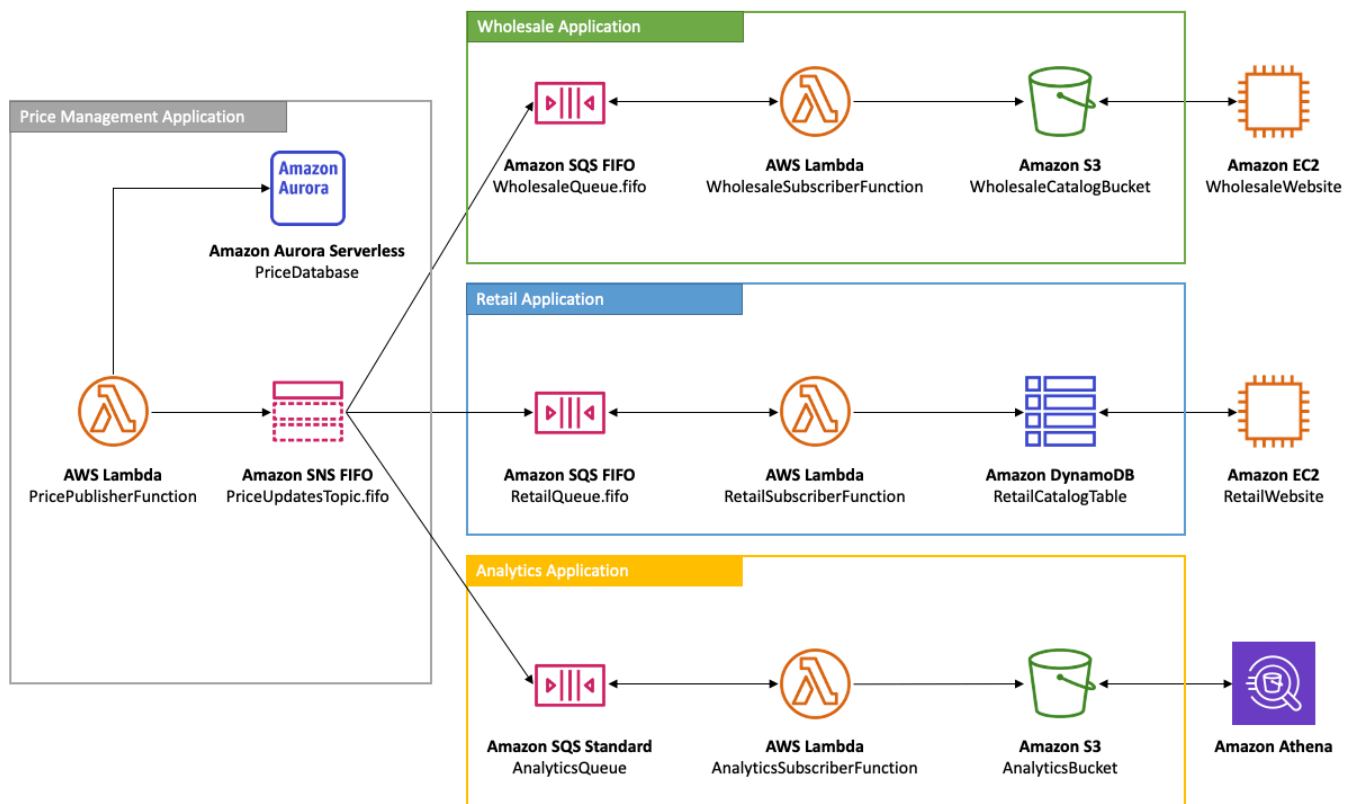 Wholesale Application
Amazon SQS FIFO
WholesaleQueue.fifo
AWS Lambda
WholesaleSubscriberFunction
Amazon S3
WholesaleCatalogBucket
Amazon EC2
WholesaleWebsite
Price Management Application
Amazon
Aurora
Amazon Aurora Serverless
PriceDatabase
AWS Lambda
PricePublisherFunction
Amazon SNS FIFO
PriceUpdatesTopic.fifo
Retail Application
Amazon SQS FIFO
RetailQueue.fifo
AWS Lambda
RetailSubscriberFunction
Amazon DynamoDB
RetailCatalogTable
Amazon EC2
RetailWebsite
Analytics Application
Amazon SQS Standard
AnalyticsQueue
AWS Lambda
AnalyticsSubscriberFunction
Amazon S3
AnalyticsBucket
Amazon Athena